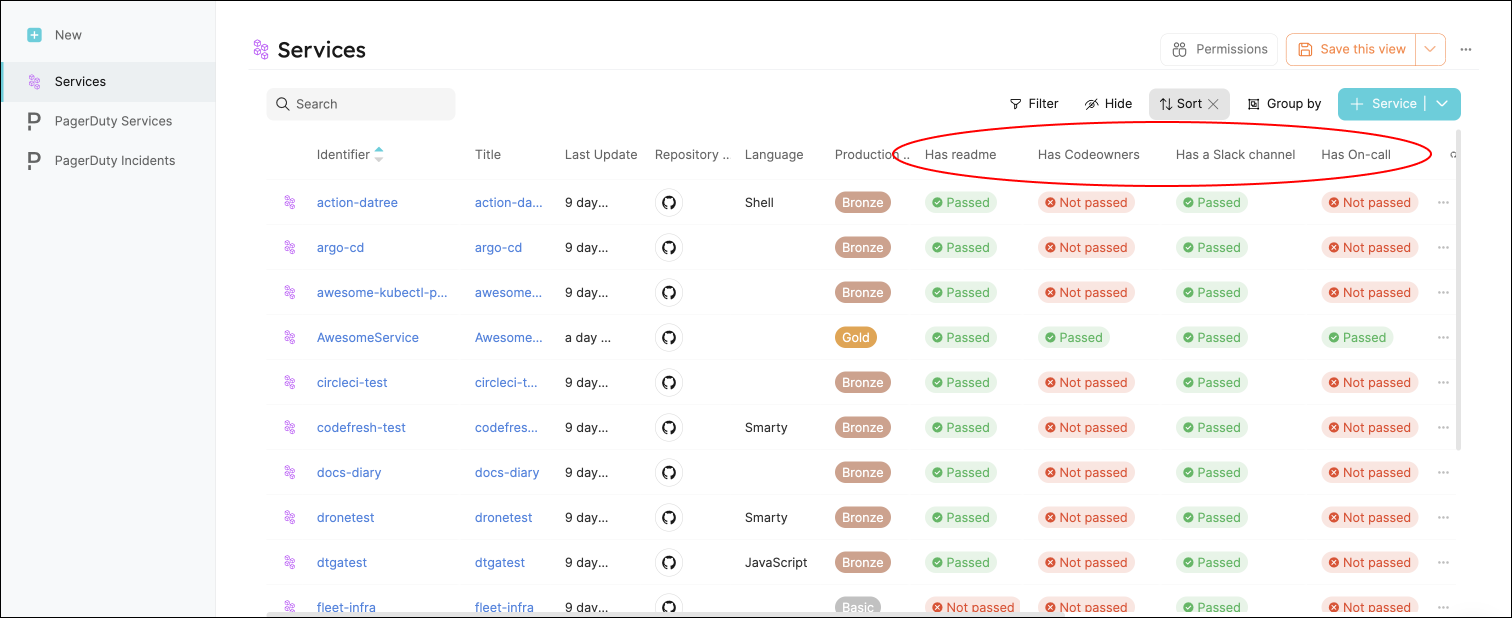 New
Services
PagerDuty Services
PagerDuty Incidents
Services
Permissions
Save this view
Search
Filter
Hide
Sort
Group by
Service
Identifier Title Last Update Repository .. Language Production .. Has readme Has Codeowners Has a Slack channel Has On-call
action-datree action-da... 9 day... Shell Bronze Passed Not passed Passed Not passed
argo-cd argo-cd 9 day... Bronze Passed Not passed Passed Not passed
awesome-kubectl-p... awesome... 9 day... Bronze Passed Not passed Passed Not passed
AwesomeService Awesome... a day ... Gold Passed Passed Passed Passed
circleci-test circleci-t... 9 day... Bronze Passed Not passed Passed Not passed
codefresh-test codefres... 9 day... Smarty Bronze Passed Not passed Passed Not passed
docs-diary docs-diary 9 day... Bronze Passed Not passed Passed Not passed
dronetest dronetest 9 day... Smarty Bronze Passed Not passed Passed Not passed
dtgatest dtgatest 9 day... JavaScript Bronze Passed Not passed Passed Not passed
fleet-infra fleet-infra 9 day... Basic Not passed Not passed Passed Not passed